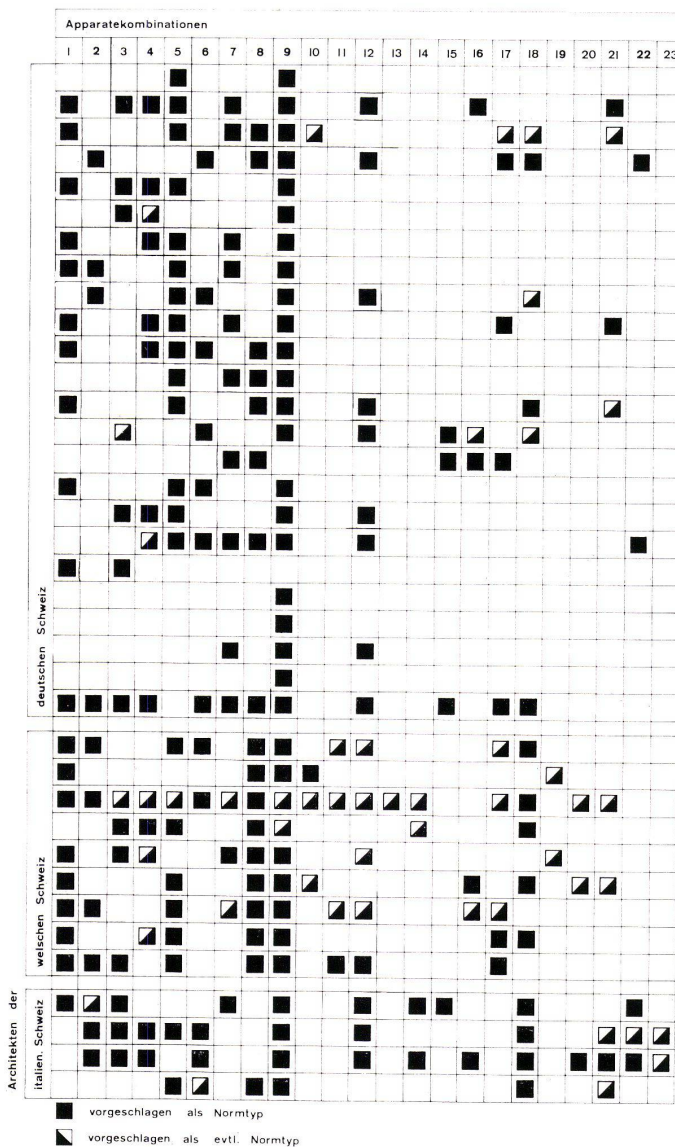 Apparatekombinationen
1 2 3 4 5 6 7 8 9 10 11 12 13 14 15 16 17 18 19 20 21 22 23
deutschen Schweiz
welschen Schweiz
Architekten der
italien. Schweiz
vorgeschlagen als Normtyp
vorgeschlagen als evtl. Normtyp